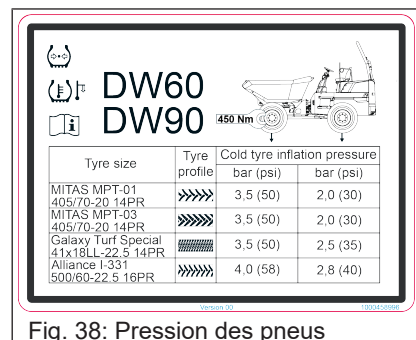 DW60
DW90
450 Nm
Tyre size
Tyre profile
Cold tyre inflation pressure
bar (psi)
bar (psi)
MITAS MPT-01
405/70-20 14PR
3,5 (50)
2,0 (30)
MITAS MPT-03
405/70-20 14PR
3,5 (50)
2,0 (30)
Galaxy Turf Special
41x18LL-22.5 14PR
3,5 (50)
2,5 (35)
Alliance I-331
500/60-22.5 16PR
4,0 (58)
2,8 (40)
Version 00
1000458996
Fig. 38: Pression des pneus